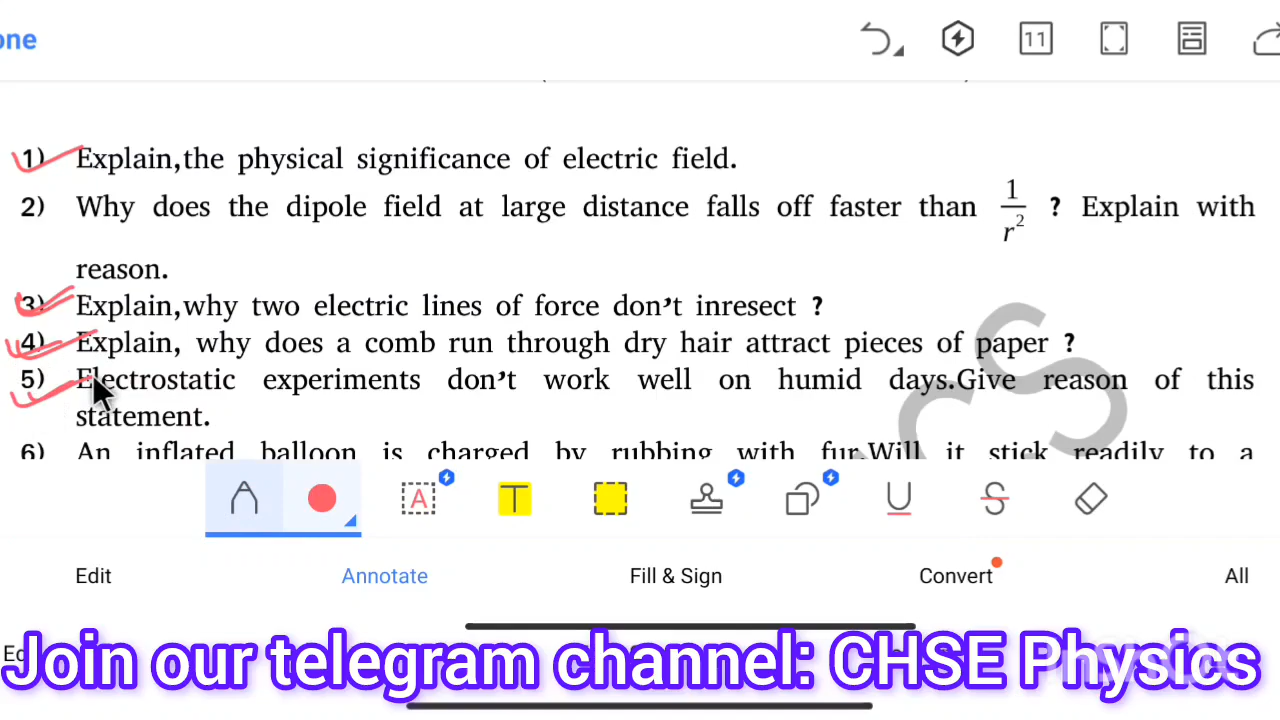 one
11
1) Explain,the physical significance of electric field.
2) Why does the dipole field at large distance falls off faster than 1/r² ? Explain with
reason.
3) Explain,why two electric lines of force don't inresect ?
4) Explain, why does a comb run through dry hair attract pieces of paper ?
5) Electrostatic experiments don't work well on humid days.Give reason of this
statement.
6) An inflated balloon is charged by rubbing with fur.Will it stick readily to a
A T U S
Edit Annotate Fill & Sign Convert All
Join our telegram channel: CHSE Physics